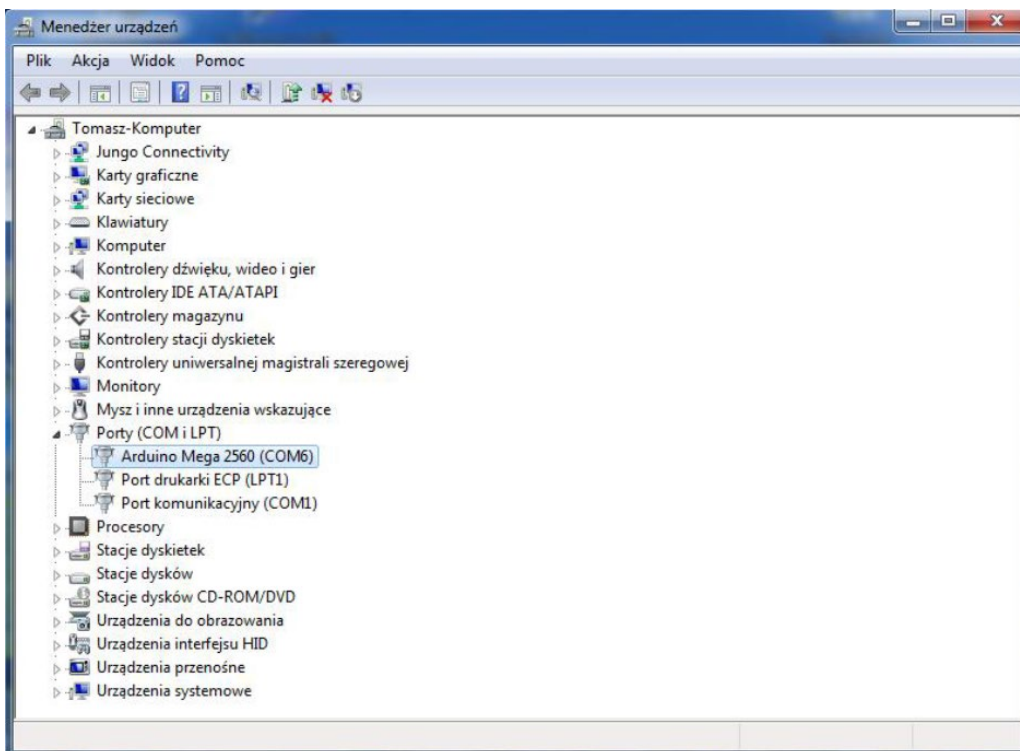 Menedżer urządzeń
Plik Akcja Widok Pomoc
Tomasz-Komputer
Jungo Connectivity
Karty graficzne
Karty sieciowe
Klawiatury
Komputer
Kontrolery dźwięku, wideo i gier
Kontrolery IDE ATA/ATAPI
Kontrolery magazynu
Kontrolery stacji dyskietek
Kontrolery uniwersalnej magistrali szeregowej
Monitory
Mysz i inne urządzenia wskazujące
Porty (COM i LPT)
Arduino Mega 2560 (COM6)
Port drukarki ECP (LPT1)
Port komunikacyjny (COM1)
Procesory
Stacje dyskietek
Stacje dysków
Stacje dysków CD-ROM/DVD
Urządzenia do obrazowania
Urządzenia interfejsu HID
Urządzenia przenośne
Urządzenia systemowe